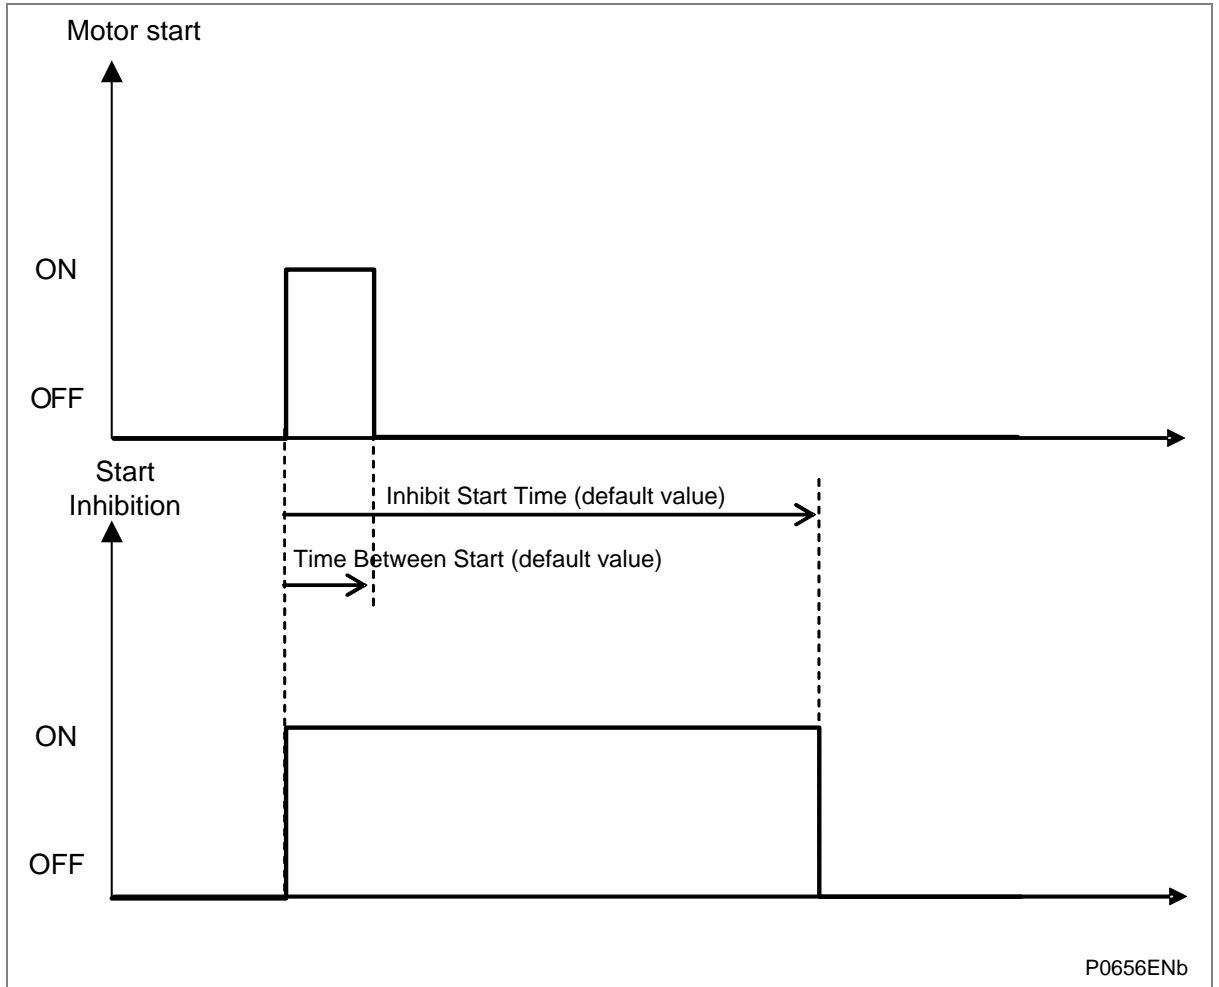 Motor start
ON
OFF
Start
Inhibition
Inhibit Start Time (default value)
Time Between Start (default value)
ON
OFF
P0656ENb